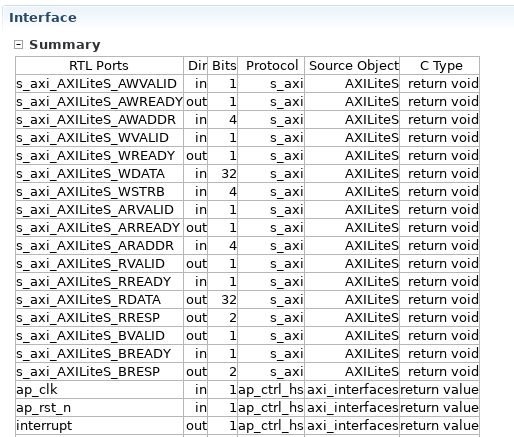 Interface
Summary
RTL Ports Dir Bits Protocol Source Object C Type
s_axi_AXILiteS_AWVALID in 1 s_axi AXILiteS return void
s_axi_AXILiteS_AWREADY out 1 s_axi AXILiteS return void
s_axi_AXILiteS_AWADDR in 4 s_axi AXILiteS return void
s_axi_AXILiteS_WVALID in 1 s_axi AXILiteS return void
s_axi_AXILiteS_WREADY out 1 s_axi AXILiteS return void
s_axi_AXILiteS_WDATA in 32 s_axi AXILiteS return void
s_axi_AXILiteS_WSTRB in 4 s_axi AXILiteS return void
s_axi_AXILiteS_ARVALID in 1 s_axi AXILiteS return void
s_axi_AXILiteS_ARREADY out 1 s_axi AXILiteS return void
s_axi_AXILiteS_ARADDR in 4 s_axi AXILiteS return void
s_axi_AXILiteS_RVALID out 1 s_axi AXILiteS return void
s_axi_AXILiteS_RREADY in 1 s_axi AXILiteS return void
s_axi_AXILiteS_RDATA out 32 s_axi AXILiteS return void
s_axi_AXILiteS_RRESP out 2 s_axi AXILiteS return void
s_axi_AXILiteS_BVALID out 1 s_axi AXILiteS return void
s_axi_AXILiteS_BREADY in 1 s_axi AXILiteS return void
s_axi_AXILiteS_BRESP out 2 s_axi AXILiteS return void
ap_clk in 1 ap_ctrl_hs axi_interfaces return value
ap_rst_n in 1 ap_ctrl_hs axi_interfaces return value
interrupt out 1 ap_ctrl_hs axi_interfaces return value